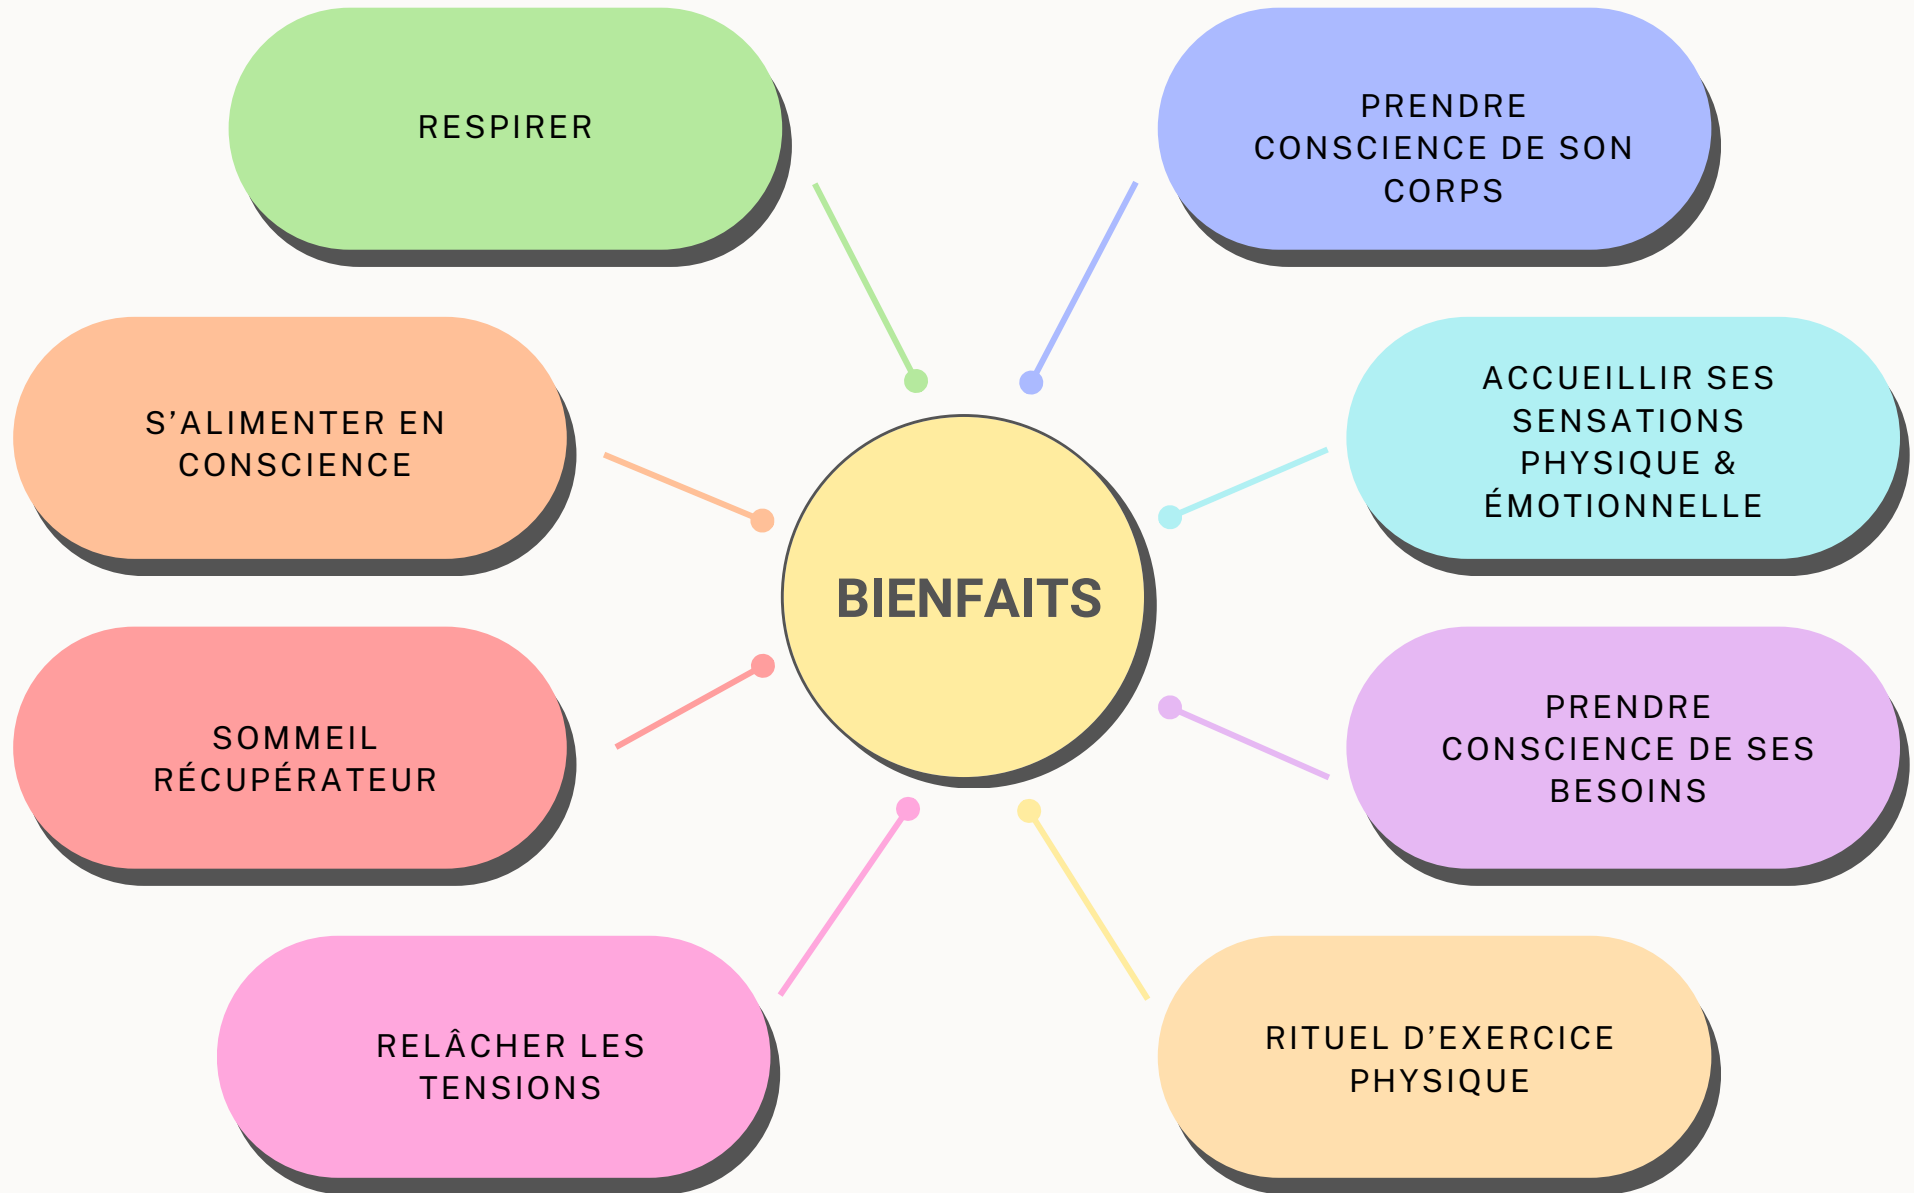 RESPIRER
PRENDRE
CONSCIENCE DE SON
CORPS
S’ALIMENTER EN
CONSCIENCE
ACCUEILLIR SES
SENSATIONS
PHYSIQUE &
ÉMOTIONNELLE
BIENFAITS
SOMMEIL
RÉCUPÉRATEUR
PRENDRE
CONSCIENCE DE SES
BESOINS
RELÂCHER LES
TENSIONS
RITUEL D’EXERCICE
PHYSIQUE